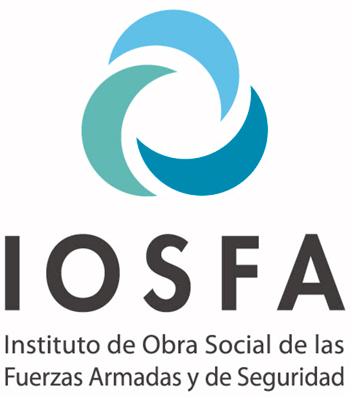 IOSFA
Instituto de Obra Social de las
Fuerzas Armadas y de Seguridad